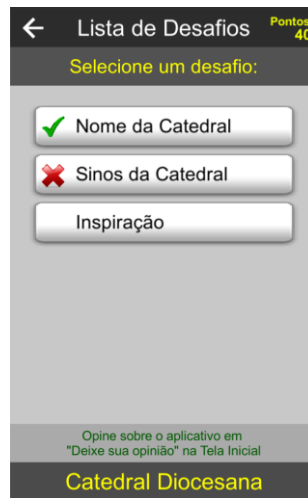 Lista de Desafios
Pontos
40
Selecione um desafio:
Nome da Catedral
Sinos da Catedral
Inspiração
Opine sobre o aplicativo em
"Deixe sua opinião" na Tela Inicial
Catedral Diocesana